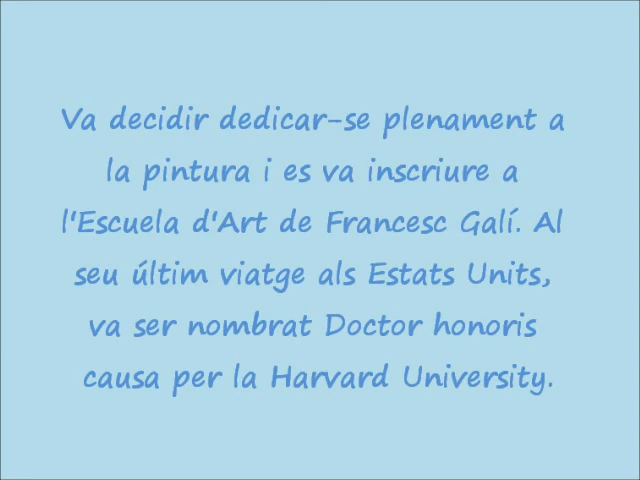 Va decidir dedicar-se plenament a
la pintura i es va inscriure a
l'Escuela d'Art de Francesc Galí. Al
seu últim viatge als Estats Units,
va ser nombrat Doctor honoris
causa per la Harvard University.